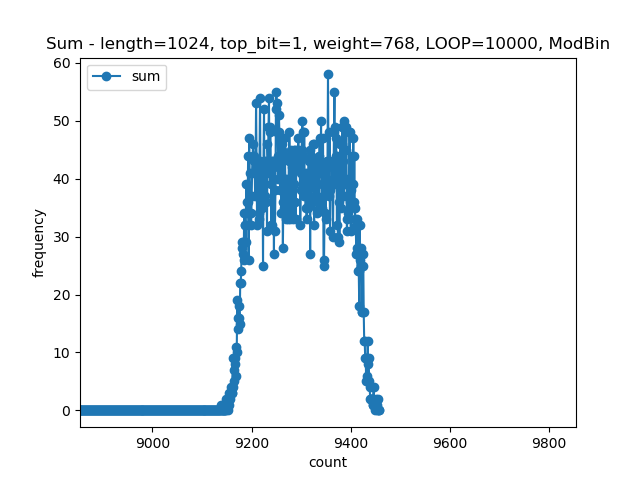 Sum - length=1024, top_bit=1, weight=768, LOOP=10000, ModBin
sum
60
50
40
30
20
10
0
frequency
9000 9200 9400 9600 9800
count